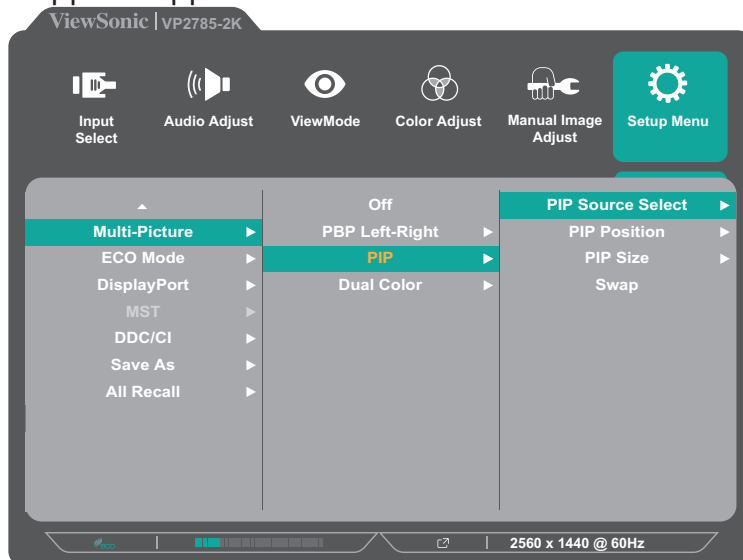 ViewSonic | VP2785-2K
Input Select
Audio Adjust
ViewMode
Color Adjust
Manual Image Adjust
Setup Menu
Multi-Picture
ECO Mode
DisplayPort
MST
DDC/CI
Save As
All Recall
Off
PBP Left-Right
PIP
Dual Color
PIP Source Select
PIP Position
PIP Size
Swap
eco
2560 x 1440 @ 60Hz